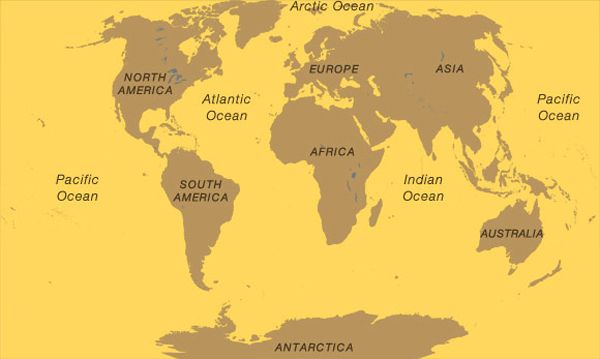 Arctic Ocean
NORTH
AMERICA
EUROPE
ASIA
Atlantic
Ocean
Pacific
Ocean
AFRICA
Pacific
Ocean
SOUTH
AMERICA
Indian
Ocean
AUSTRALIA
ANTARCTICA